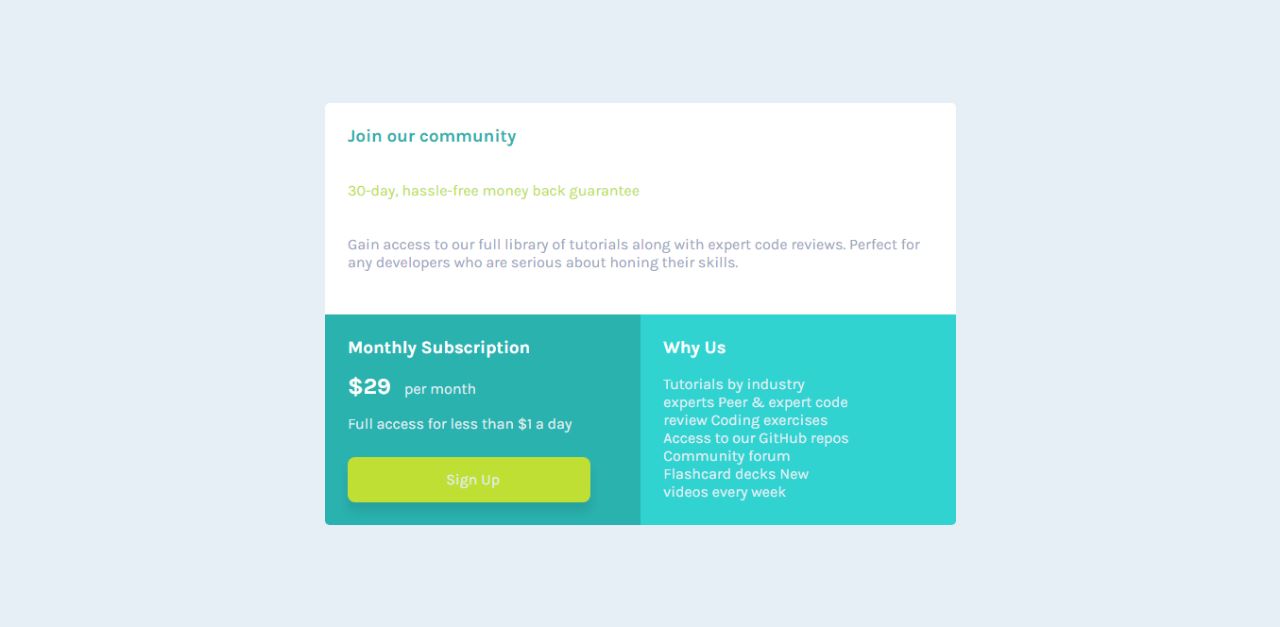 Join our community
30-day, hassle-free money back guarantee
Gain access to our full library of tutorials along with expert code reviews. Perfect for
any developers who are serious about honing their skills.
Monthly Subscription
$29 per month
Full access for less than $1 a day
Sign Up
Why Us
Tutorials by industry
experts Peer & expert code
review Coding exercises
Access to our GitHub repos
Community forum
Flashcard decks New
videos every week